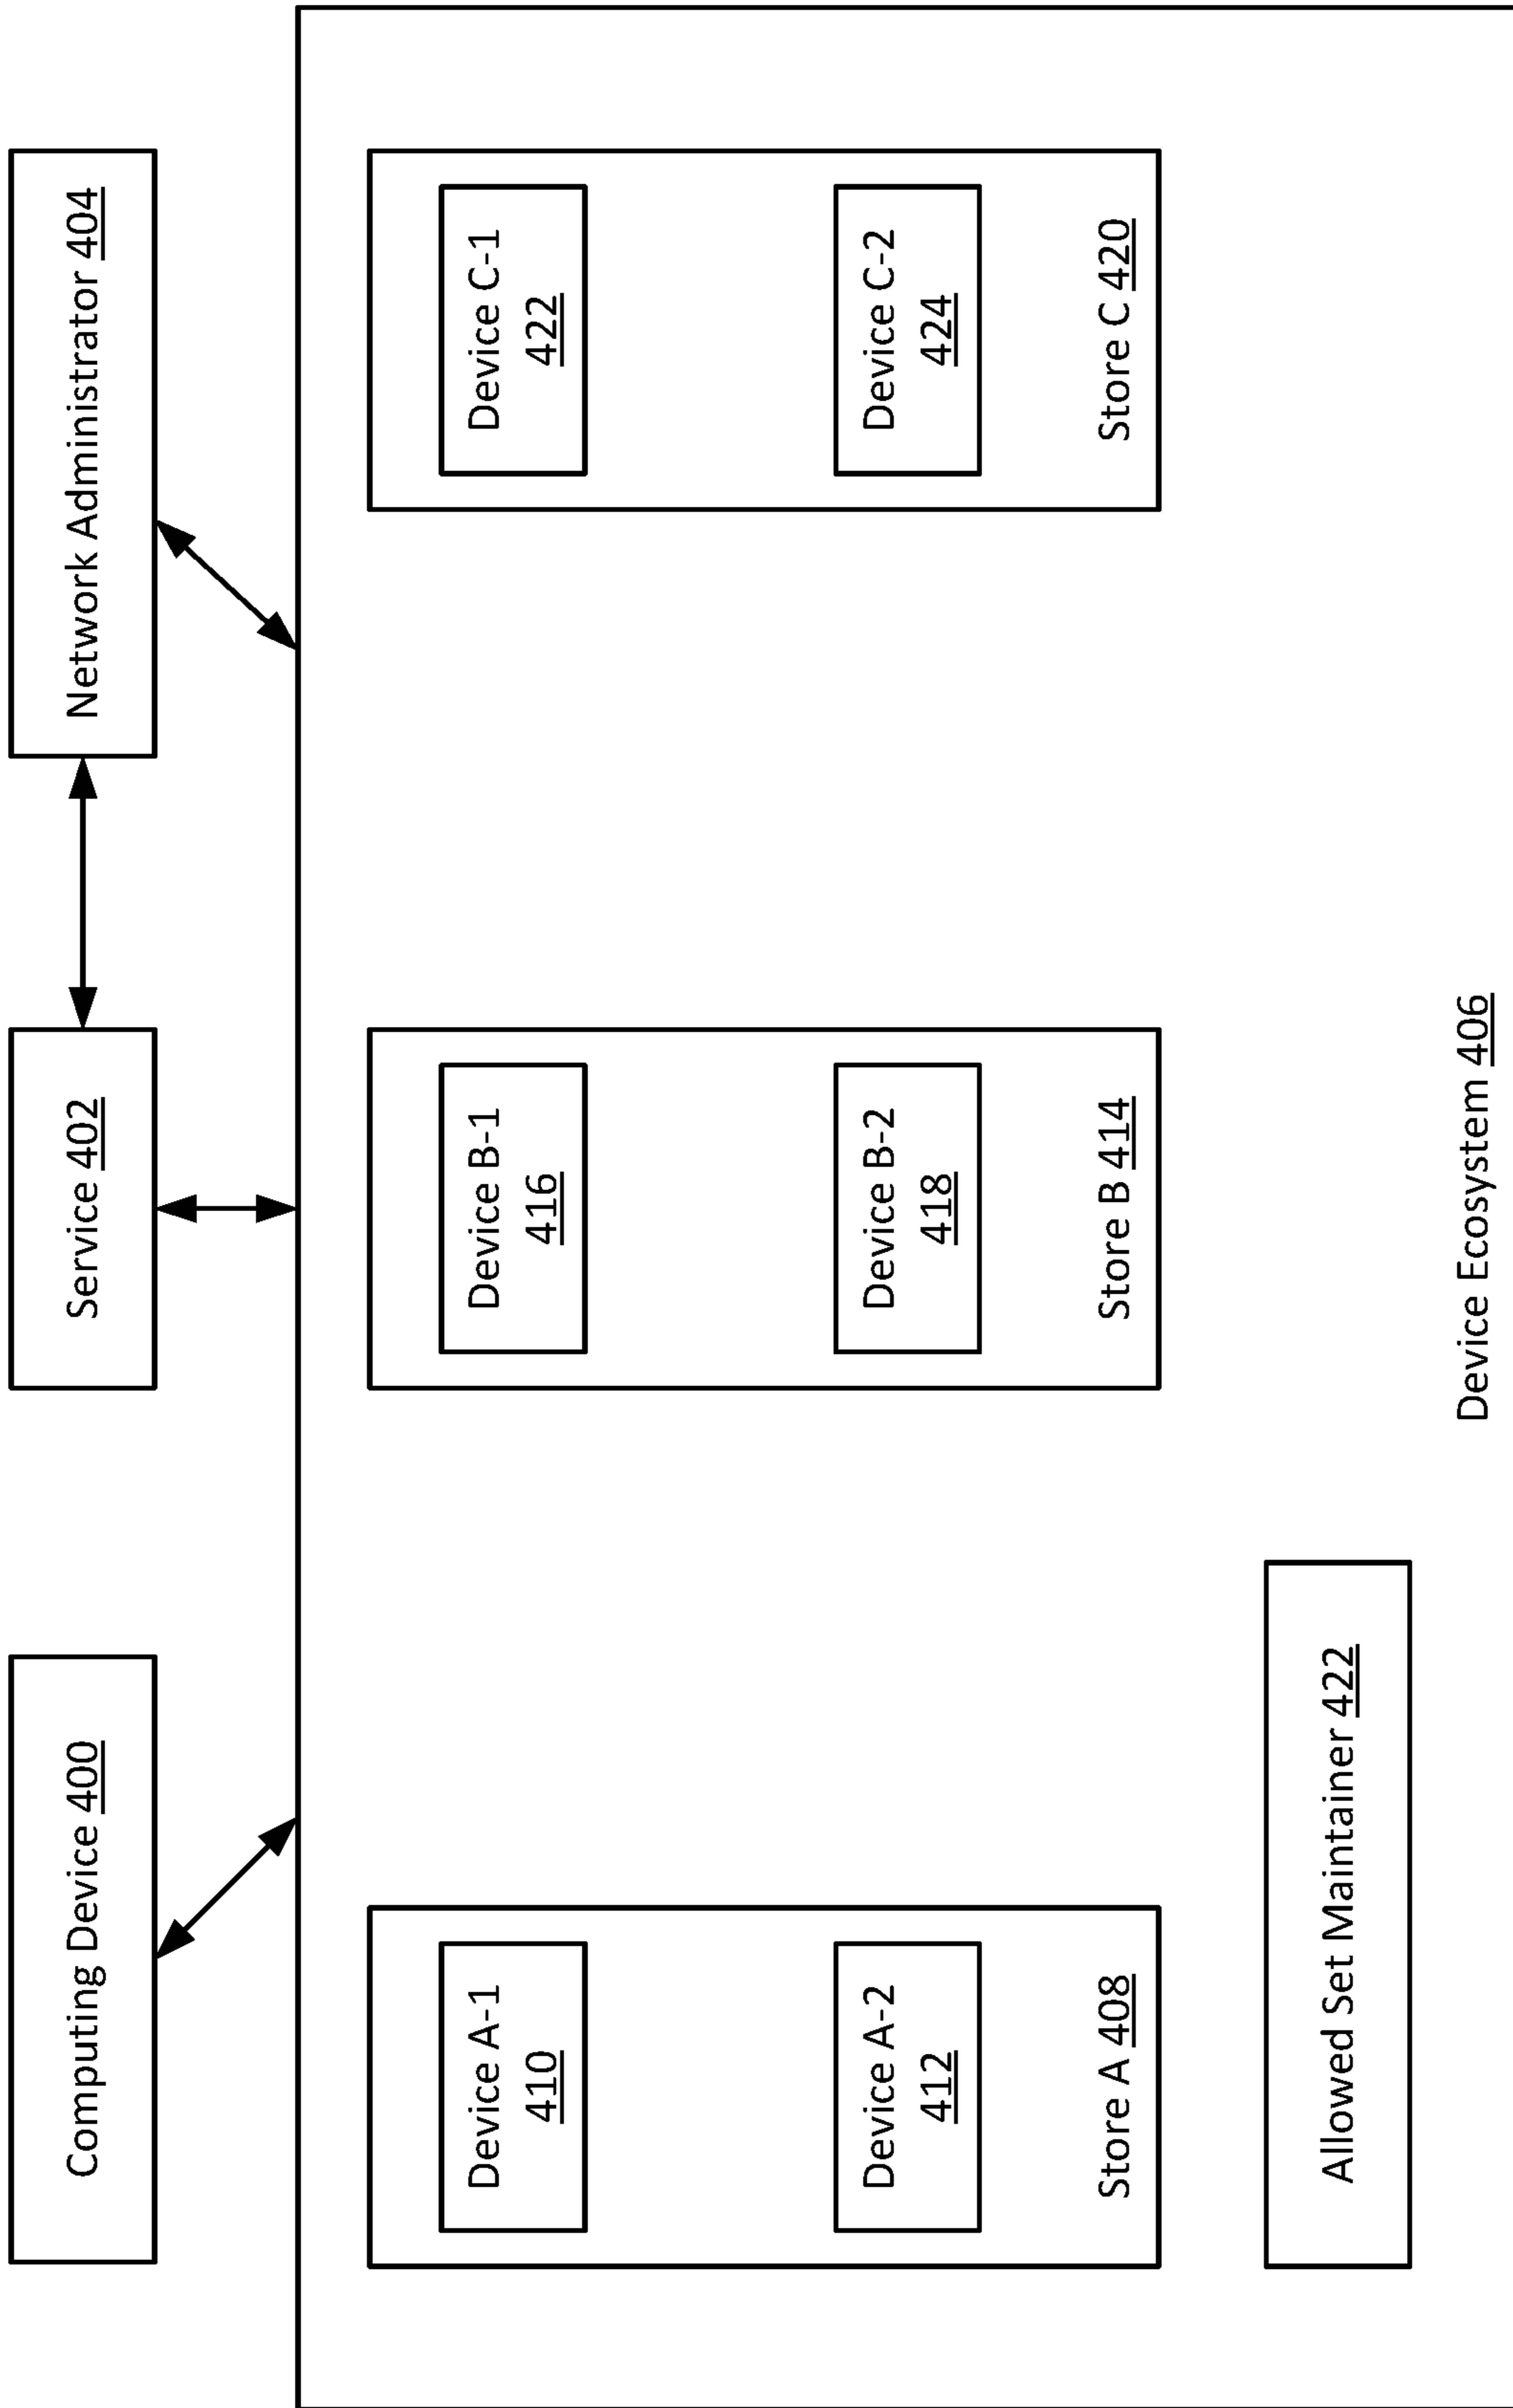 Computing Device 400
Service 402
Network Administrator 404
Device A-1
410
Device B-1
416
Device C-1
422
Device A-2
412
Device B-2
418
Device C-2
424
Store A 408
Store B 414
Store C 420
Allowed Set Maintainer 422
Device Ecosystem 406